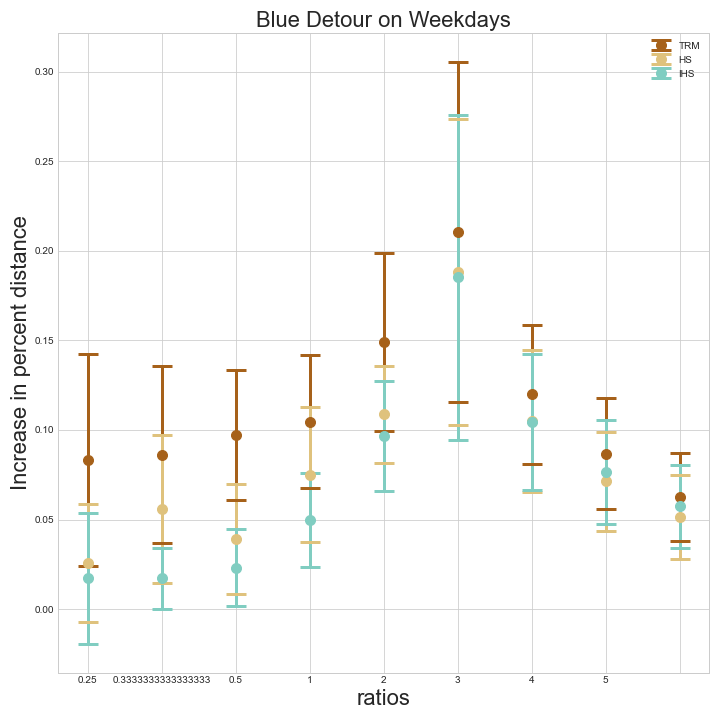 Blue Detour on Weekdays
TRM
HS
IHS
0.30
0.25
0.20
0.15
0.10
0.05
0.00
Increase in percent distance
0.25 0.3333333333333333 0.5 1 2 3 4 5
ratios